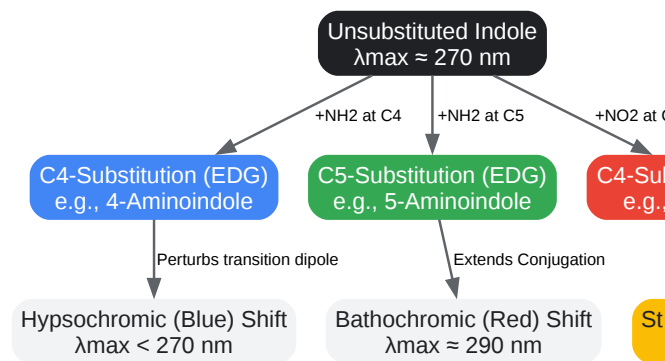 Unsubstituted Indole
λmax ≈ 270 nm
+NH2 at C4
+NH2 at C5
+NO2 at
C4-Substitution (EDG)
e.g., 4-Aminoindole
C5-Substitution (EDG)
e.g., 5-Aminoindole
e.g.,
Perturbs transition dipole
Extends Conjugation
Hypsochromic (Blue) Shift
λmax < 270 nm
Bathochromic (Red) Shift
λmax ≈ 290 nm